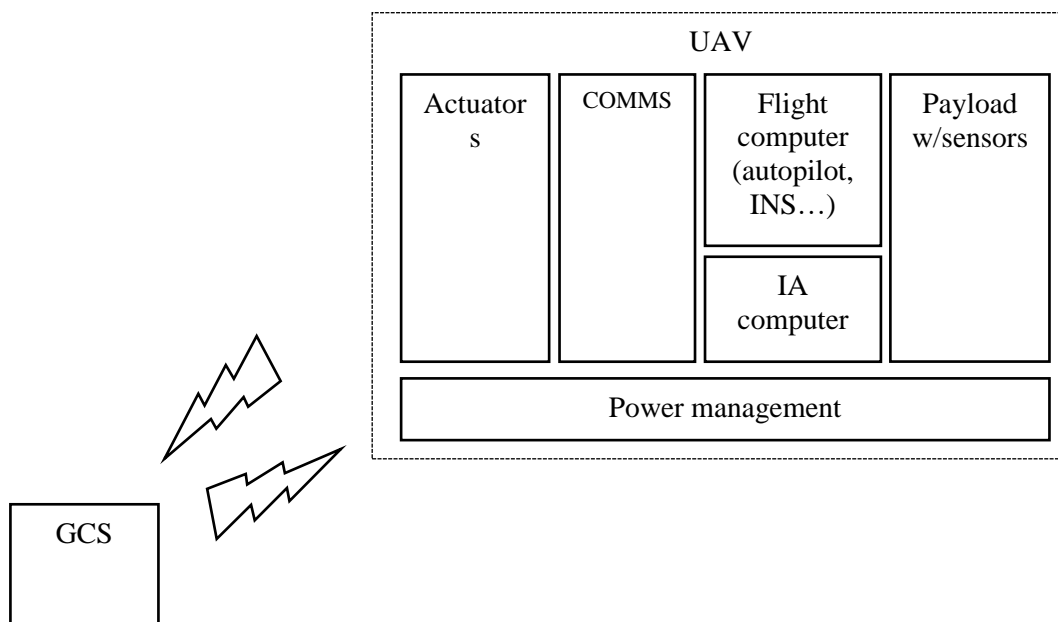 UAV
Actuator
s
COMMS
Flight
computer
(autopilot,
INS…)
Payload
w/sensors
IA
computer
Power management
GCS